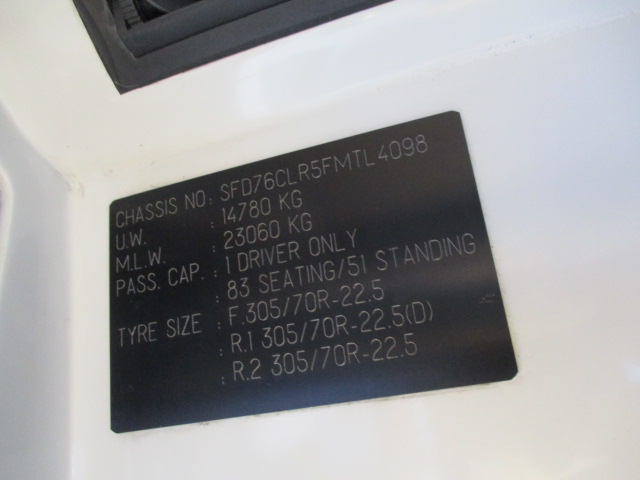 CHASSIS NO: SFD76CLR5FMTL4098
U.W. : 14780 KG
M.L.W. : 23060 KG
PASS. CAP. : 1 DRIVER ONLY
: 83 SEATING/51 STANDING
TYRE SIZE : F.305/70R-22.5
: R.1 305/70R-22.5(D)
: R.2 305/70R-22.5